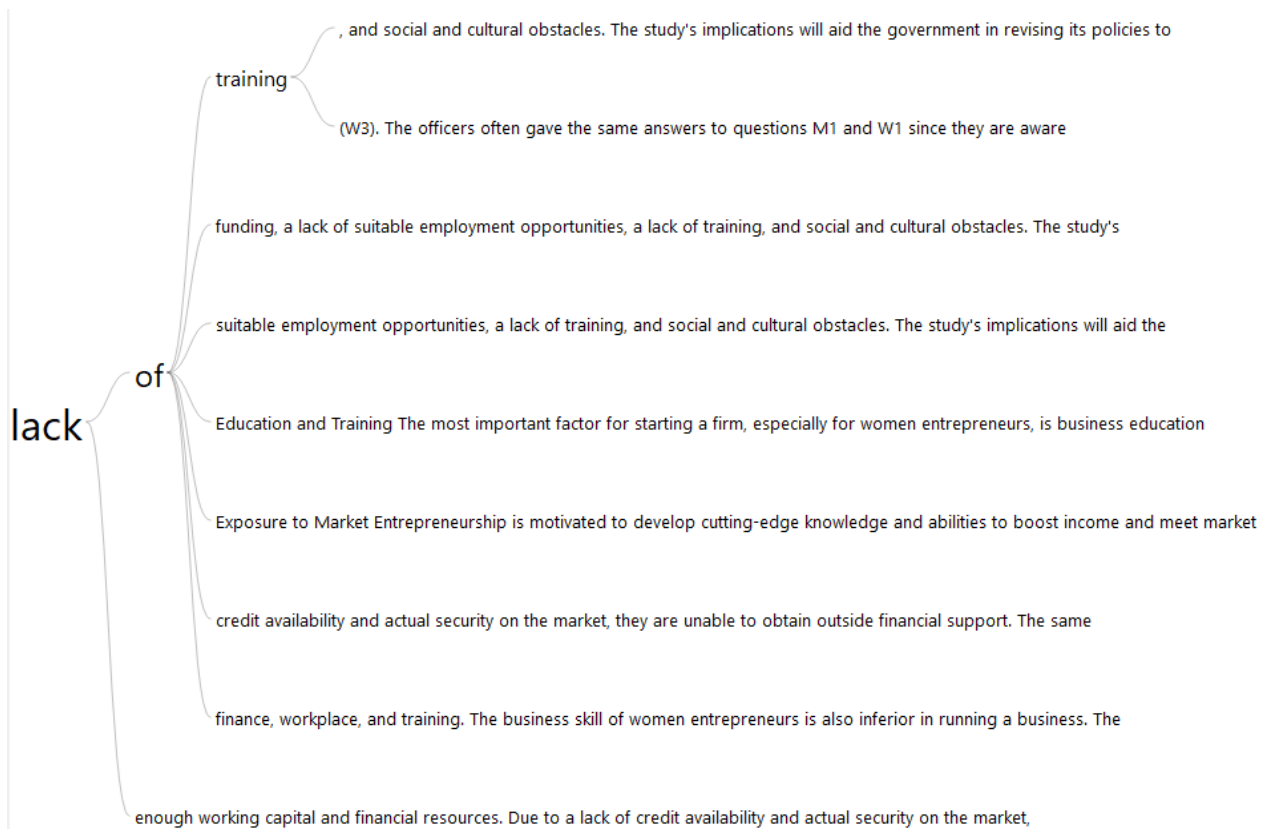 , and social and cultural obstacles. The study's implications will aid the government in revising its policies to
training
(W3). The officers often gave the same answers to questions M1 and W1 since they are aware
funding, a lack of suitable employment opportunities, a lack of training, and social and cultural obstacles. The study's
suitable employment opportunities, a lack of training, and social and cultural obstacles. The study's implications will aid the
of
lack
Education and Training The most important factor for starting a firm, especially for women entrepreneurs, is business education
Exposure to Market Entrepreneurship is motivated to develop cutting-edge knowledge and abilities to boost income and meet market
credit availability and actual security on the market, they are unable to obtain outside financial support. The same
finance, workplace, and training. The business skill of women entrepreneurs is also inferior in running a business. The
enough working capital and financial resources. Due to a lack of credit availability and actual security on the market,